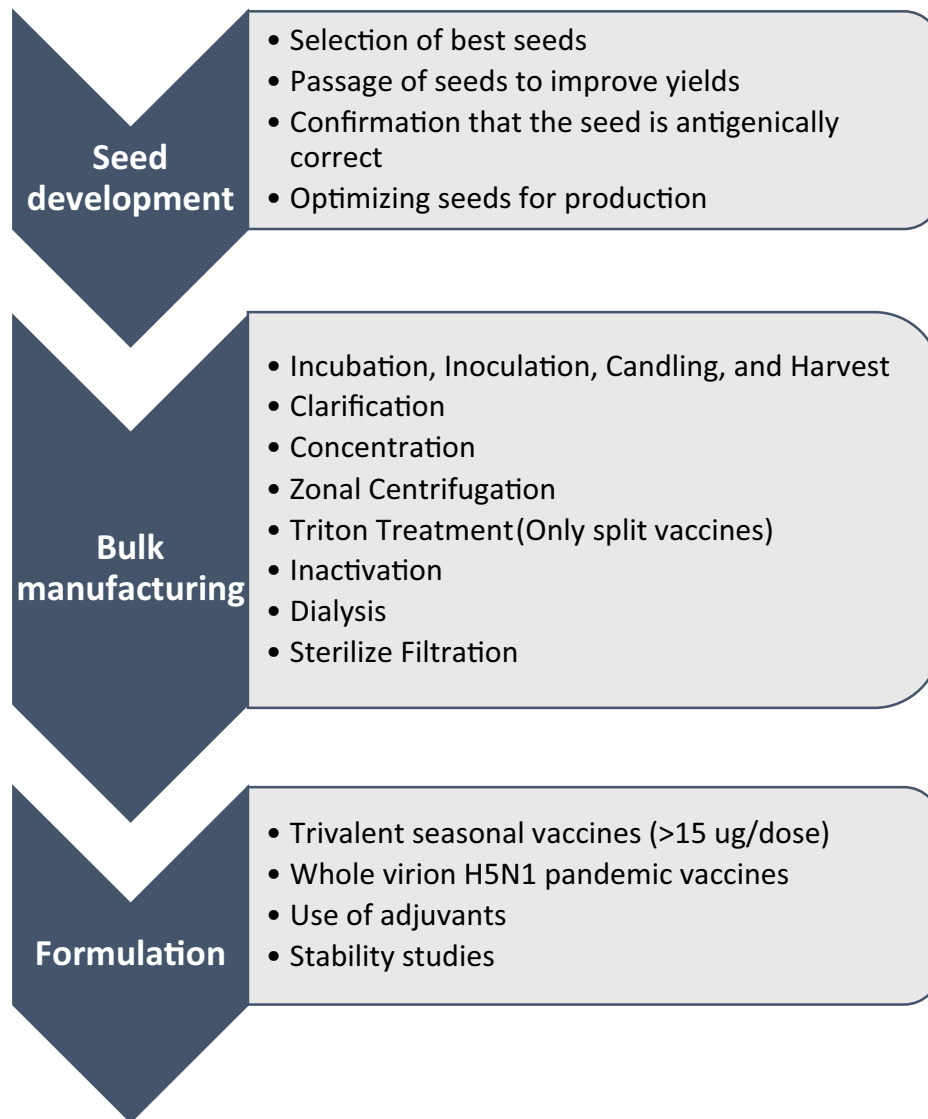 Seed
development
• Selection of best seeds
• Passage of seeds to improve yields
• Confirmation that the seed is antigenically
correct
• Optimizing seeds for production
Bulk
manufacturing
• Incubation, Inoculation, Candling, and Harvest
• Clarification
• Concentration
• Zonal Centrifugation
• Triton Treatment(Only split vaccines)
• Inactivation
• Dialysis
• Sterilize Filtration
Formulation
• Trivalent seasonal vaccines (>15 ug/dose)
• Whole virion H5N1 pandemic vaccines
• Use of adjuvants
• Stability studies